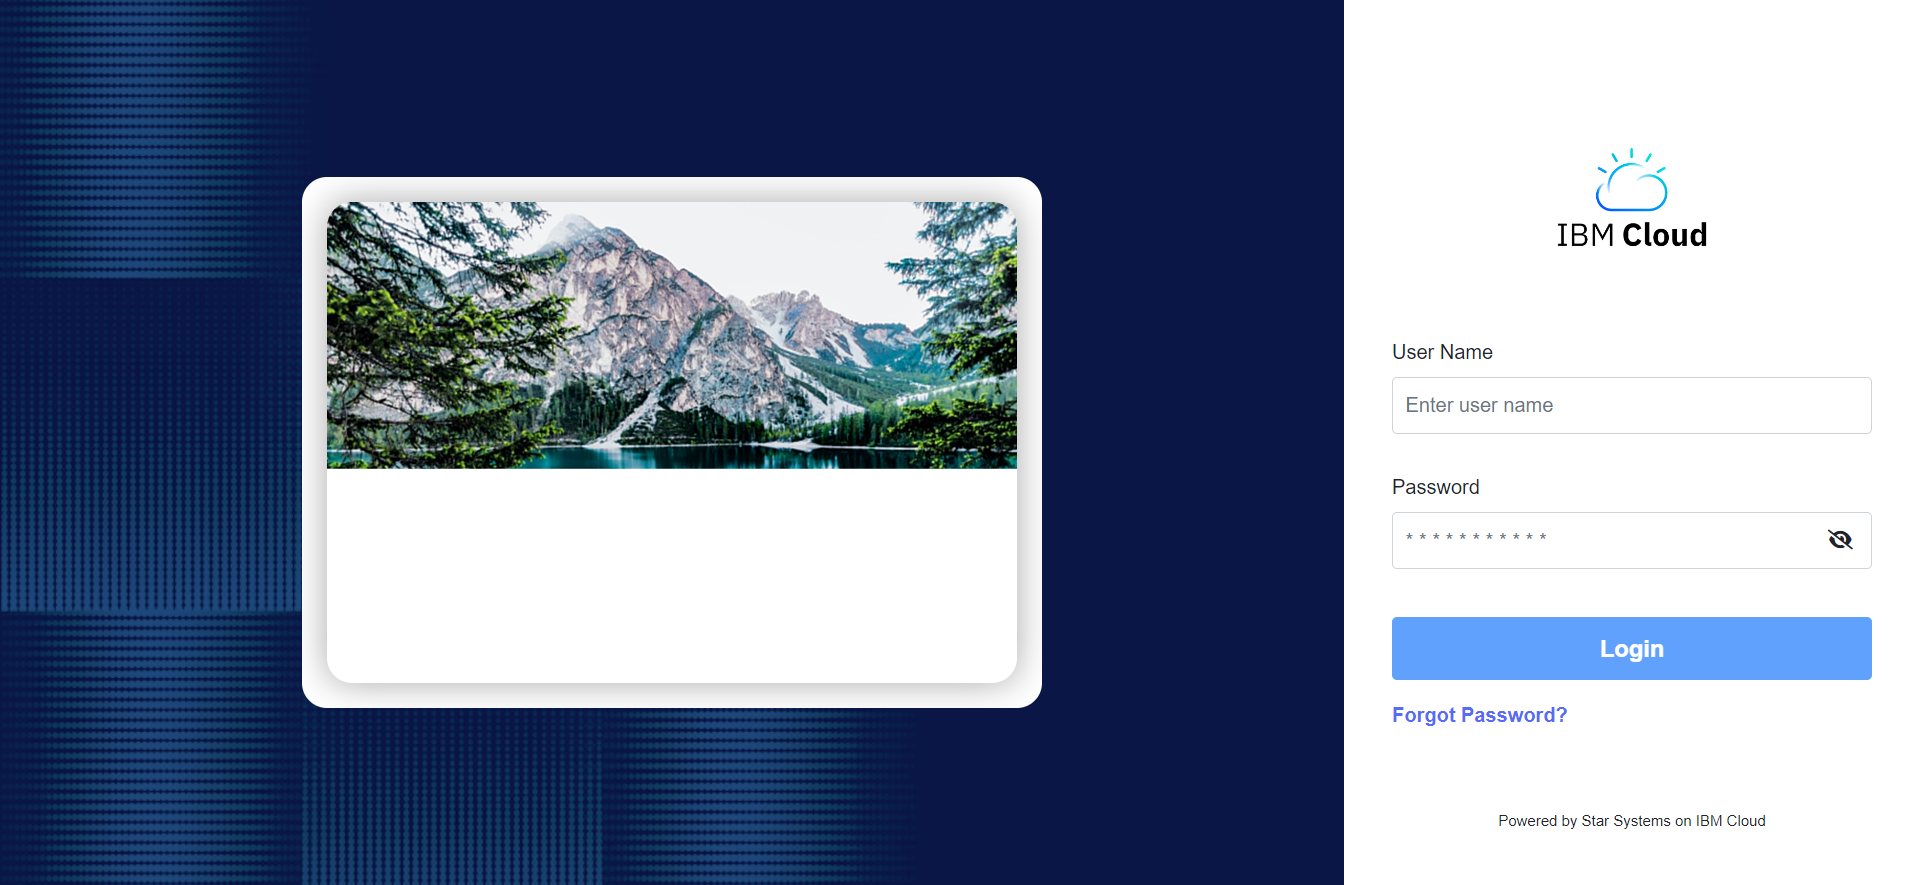 IBM Cloud
User Name
Enter user name
Password
* * * * * * * * * * *
Login
Forgot Password?
Powered by Star Systems on IBM Cloud